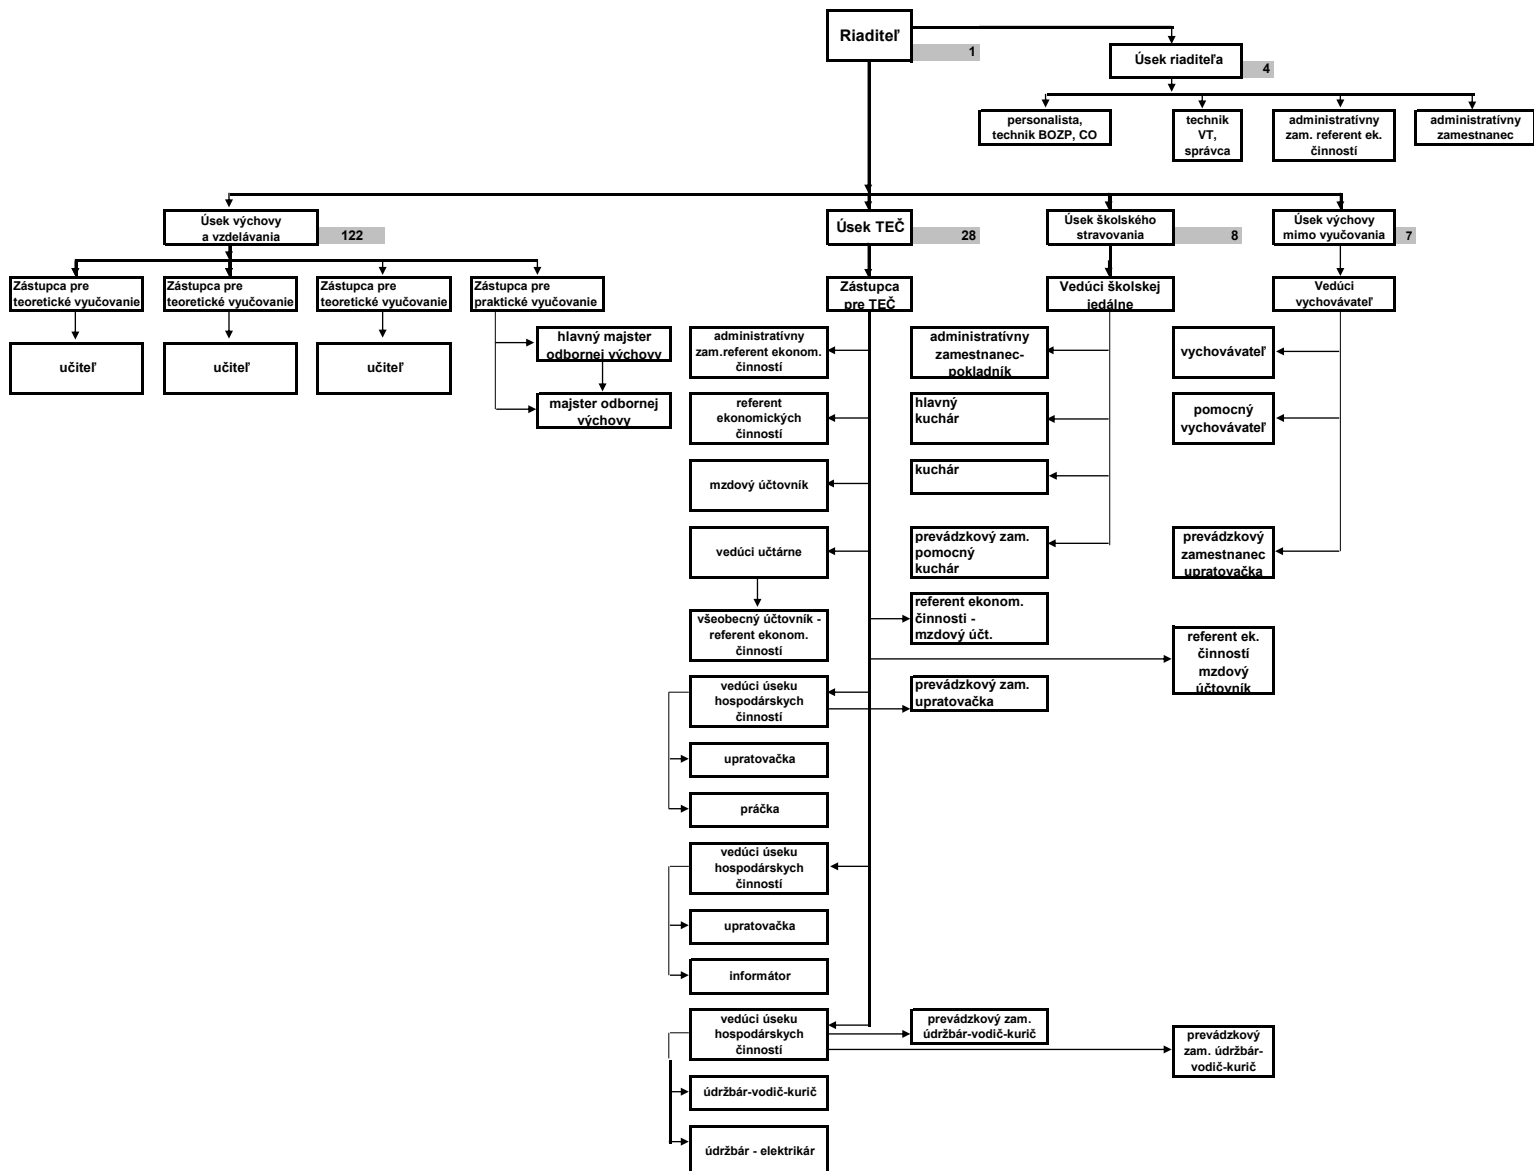 Riaditeľ
1
Úsek riaditeľa
4
personalista,
technik BOZP, CO
technik
VT,
správca
administratívny
zam. referent ek.
činností
administratívny
zamestnanec
Úsek výchovy
a vzdelávania
122
Úsek TEČ
28
Úsek školského
stravovania
8
Úsek výchovy
mimo vyučovania
7
Zástupca pre
teoretické vyučovanie
Zástupca pre
teoretické vyučovanie
Zástupca pre
teoretické vyučovanie
Zástupca pre
praktické vyučovanie
Zástupca
pre TEČ
Vedúci školskej
jedálne
Vedúci
vychovávateľ
učiteľ
učiteľ
učiteľ
hlavný majster
odbornej výchovy
majster odbornej
výchovy
administratívny
zam.referent ekonom.
činností
referent
ekonomických
činností
mzdový účtovník
vedúci učtárne
všeobecný účtovník -
referent ekonom.
činností
vedúci úseku
hospodárskych
činností
upratovačka
práčka
vedúci úseku
hospodárskych
činností
upratovačka
informátor
vedúci úseku
hospodárskych
činností
údržbár-vodič-kurič
údržbár - elektrikár
administratívny
zamestnanec-
pokladník
hlavný
kuchár
kuchár
prevádzkový zam.
pomocný
kuchár
referent ekonom.
činnosti -
mzdový účt.
prevádzkový zam.
upratovačka
prevádzkový zam.
údržbár-vodič-kurič
vychovávateľ
pomocný
vychovávateľ
prevádzkový
zamestnanec
upratovačka
referent ek.
činností
mzdový
účtovník
prevádzkový
zam. údržbár-
vodič-kurič